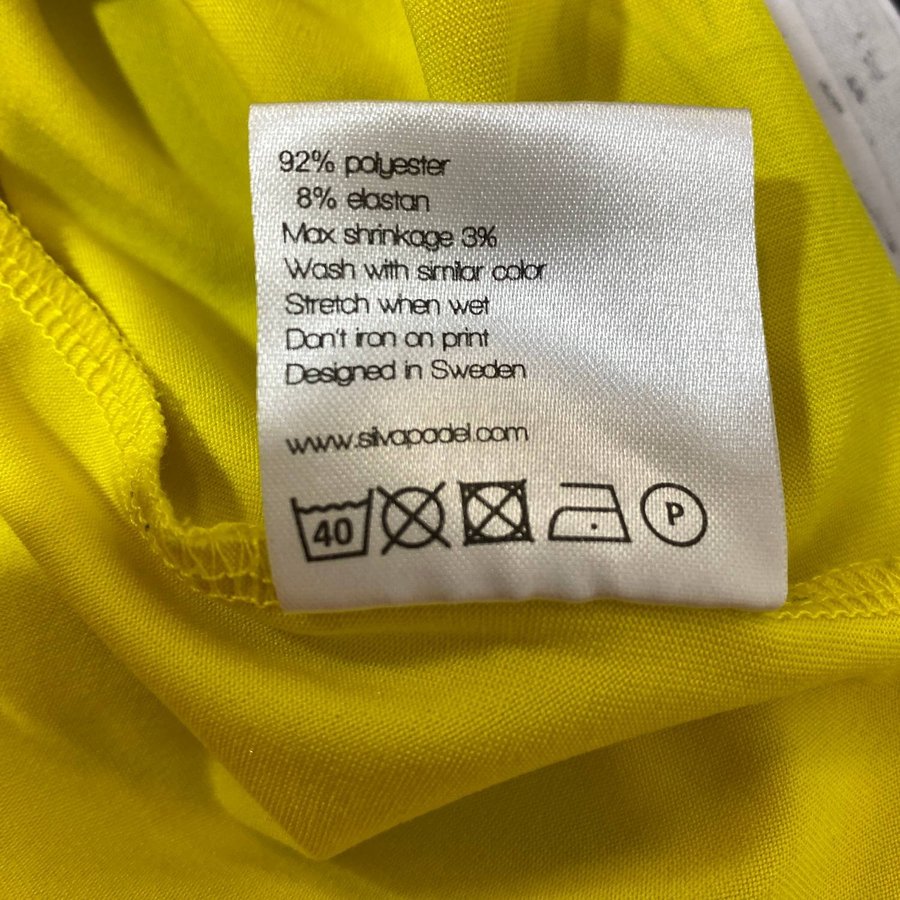 92% polyester
8% elastan
Max shrinkage 3%
Wash with similar color
Stretch when wet
Don't iron on print
Designed in Sweden
www.silvapadel.com
40 P